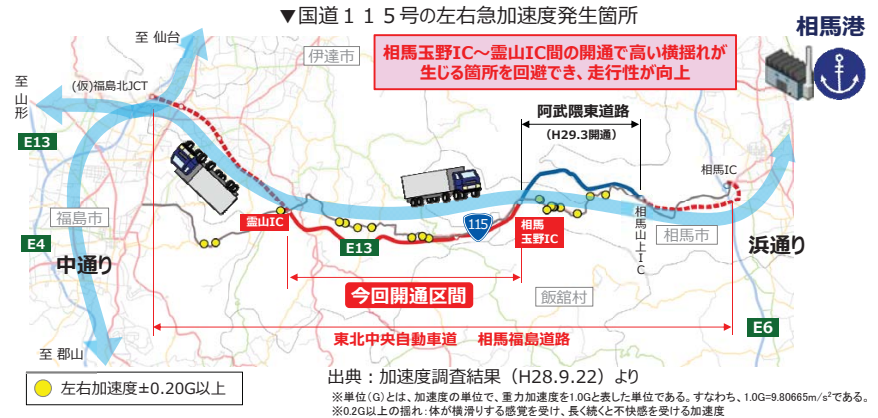 ▼国道１１５号の左右急加速度発生箇所
相馬港
至 仙台
伊達市
相馬玉野IC～霊山IC間の開通で高い横揺れが
生じる箇所を回避でき、走行性が向上
至 山形
(仮)福島北JCT
阿武隈東道路
(H29.3開通)
E13
相馬IC
福島市
霊山IC
115
相馬
玉野IC
相馬山上IC
相馬市
E4
E13
中通り
浜通り
今回開通区間
飯舘村
E6
東北中央自動車道　相馬福島道路
至 郡山
左右加速度±0.20G以上
出典：加速度調査結果（H28.9.22）より
※単位（G）とは、加速度の単位で、重力加速度を1.0Gと表した単位である。すなわち、1.0G=9.80665m/s²である。
※0.2G以上の揺れ：体が横滑りする感覚を受け、長く続くと不快感を受ける加速度